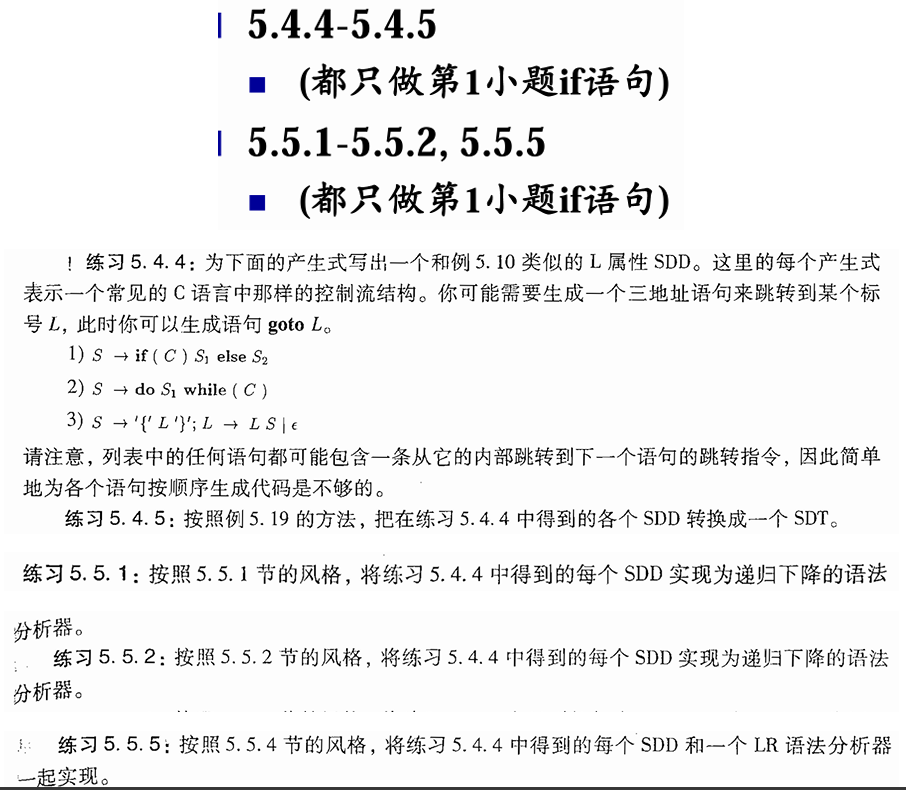 5.4.4-5.4.5
(都只做第1小题if语句)
5.5.1-5.5.2, 5.5.5
(都只做第1小题if语句)
! 练习 5.4.4：为下面的产生式写出一个和例 5.10 类似的 L 属性 SDD。这里的每个产生式
表示一个常见的 C 语言中那样的控制流结构。你可能需要生成一个三地址语句来跳转到某个标
号 L，此时你可以生成语句 goto L。
1) S → if ( C ) S₁ else S₂
2) S → do S₁ while ( C )
3) S → '{' L '}'; L → L S | ϵ
请注意，列表中的任何语句都可能包含一条从它的内部跳转到下一个语句的跳转指令，因此简单
地为各个语句按顺序生成代码是不够的。
练习 5.4.5：按照例 5.19 的方法，把在练习 5.4.4 中得到的各个 SDD 转换成一个 SDT。
练习 5.5.1：按照 5.5.1 节的风格，将练习 5.4.4 中得到的每个 SDD 实现为递归下降的语法
分析器。
练习 5.5.2：按照 5.5.2 节的风格，将练习 5.4.4 中得到的每个 SDD 实现为递归下降的语法
分析器。
练习 5.5.5：按照 5.5.4 节的风格，将练习 5.4.4 中得到的每个 SDD 和一个 LR 语法分析器
一起实现。